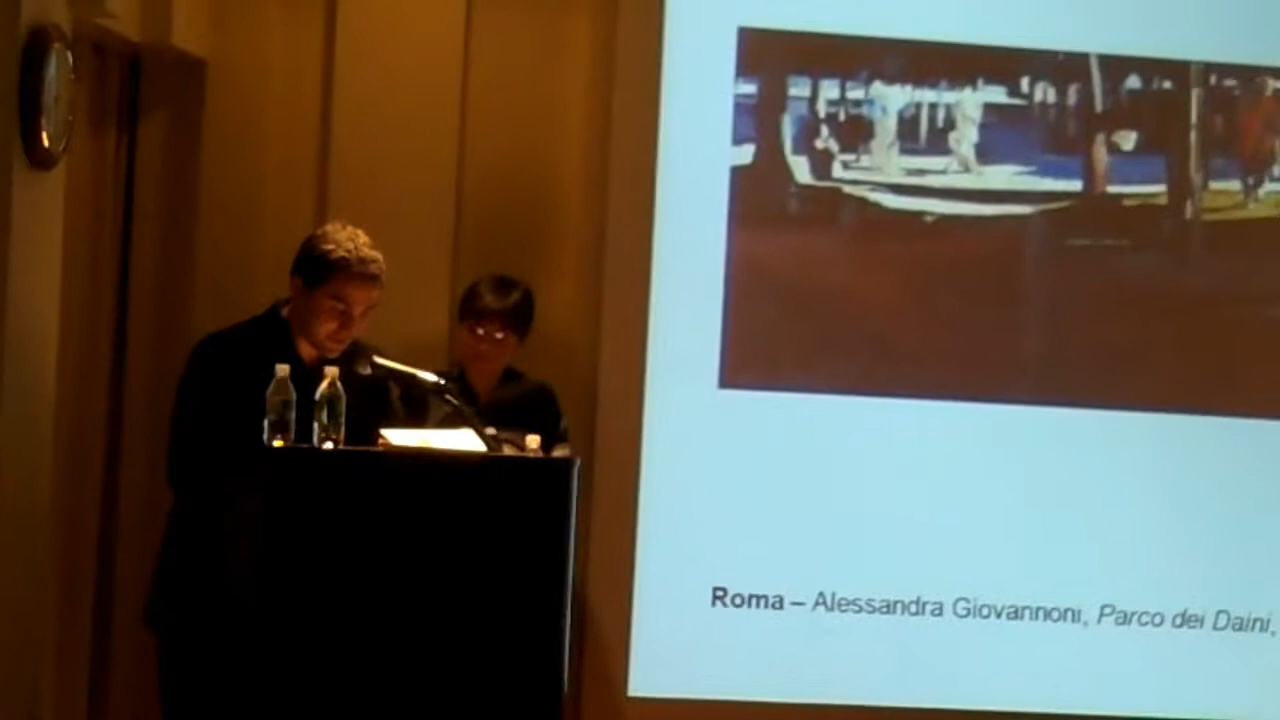 Roma – Alessandra Giovannoni, Parco dei Daini,